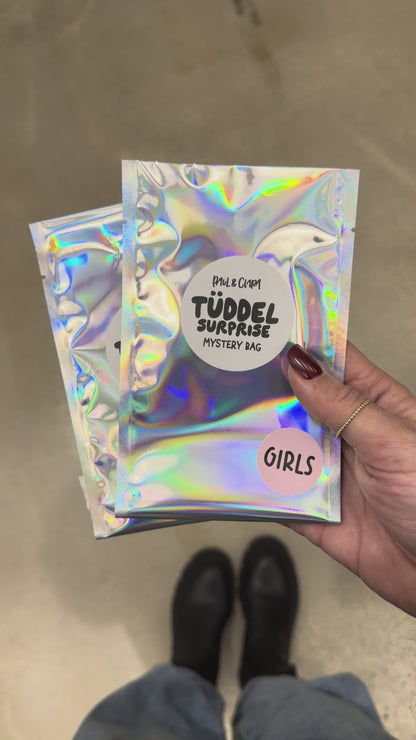 PAUL & CLARA
TÜDDEL
SURPRISE
MYSTERY BAG
GIRLS